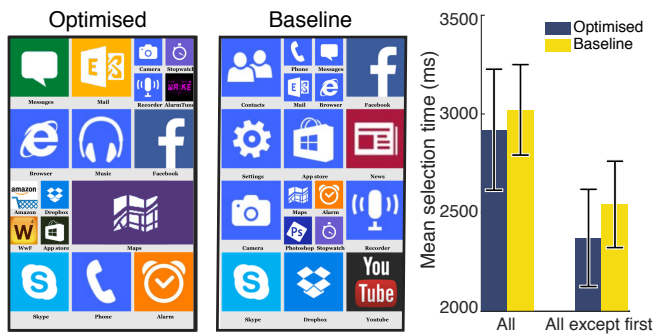 Optimised
Messages
Mail
Camera
Stopwatch
WAKE
Recorder
AlarmTune
Browser
Music
Facebook
amazon
Amazon
Dropbox
WwF
App store
Maps
Skype
Phone
Alarm
Baseline
Contacts
Phone
Messages
Mail
Browser
Facebook
Settings
App store
News
Camera
Maps
Alarm
Ps
Photoshop
Stopwatch
Recorder
You
Tube
Skype
Dropbox
Youtube
Mean selection time (ms)
3500
3000
2500
2000
Optimised
Baseline
All
All except first